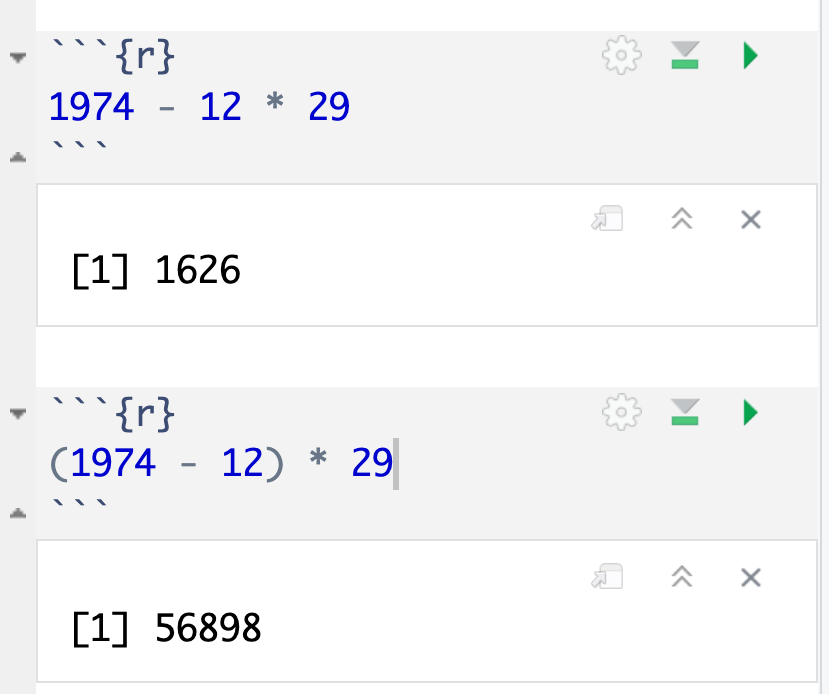 ```{r}
1974 - 12 * 29
```
[1] 1626
```{r}
(1974 - 12) * 29
```
[1] 56898